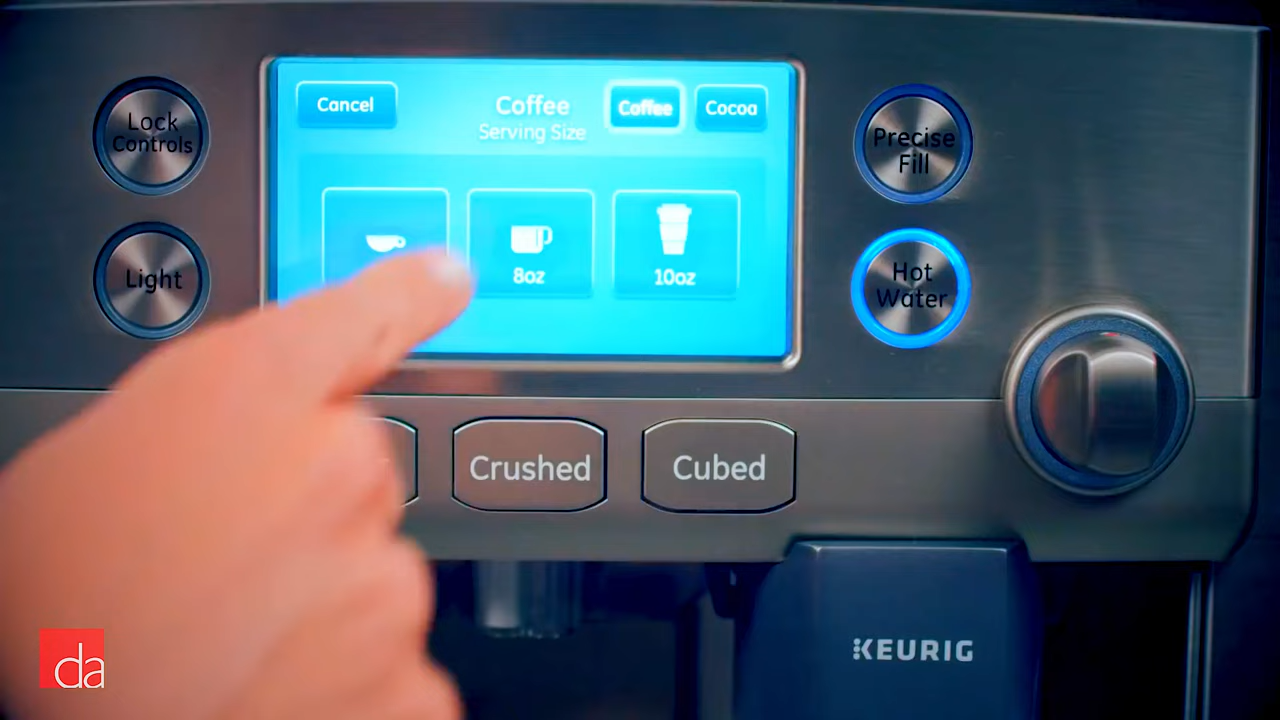 Lock
Controls
Light
Cancel
Coffee
Serving Size
Coffee
Cocoa
8oz
10oz
Precise
Fill
Hot
Water
Crushed
Cubed
KEURIG
da